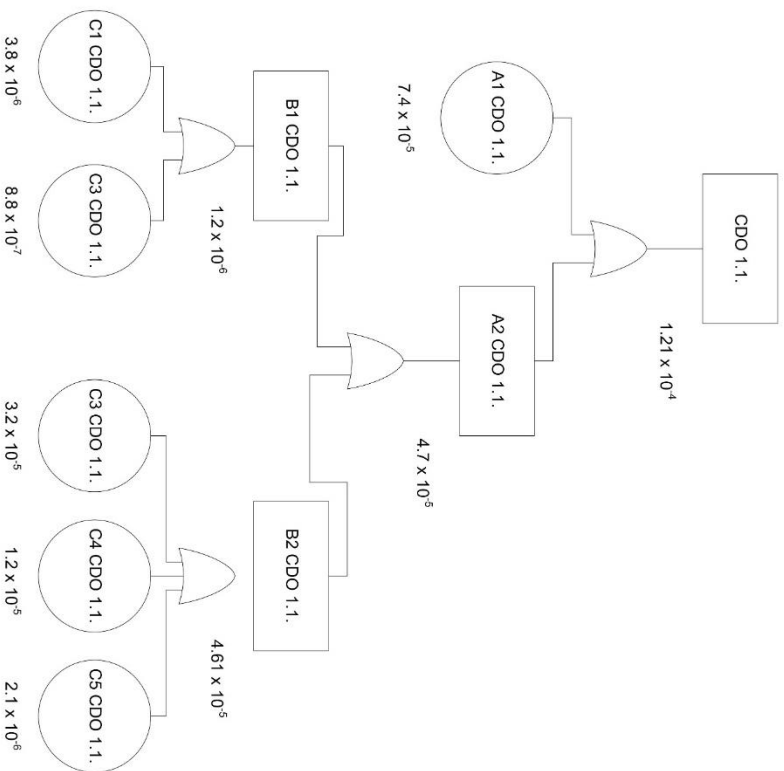 CDO 1.1.
1.21 x 10⁻⁴
A1 CDO 1.1.
7.4 x 10⁻⁵
A2 CDO 1.1.
4.7 x 10⁻⁵
B1 CDO 1.1.
1.2 x 10⁻⁶
B2 CDO 1.1.
4.61 x 10⁻⁵
C1 CDO 1.1.
3.8 x 10⁻⁶
C3 CDO 1.1.
8.8 x 10⁻⁷
C3 CDO 1.1.
3.2 x 10⁻⁵
C4 CDO 1.1.
1.2 x 10⁻⁵
C5 CDO 1.1.
2.1 x 10⁻⁶